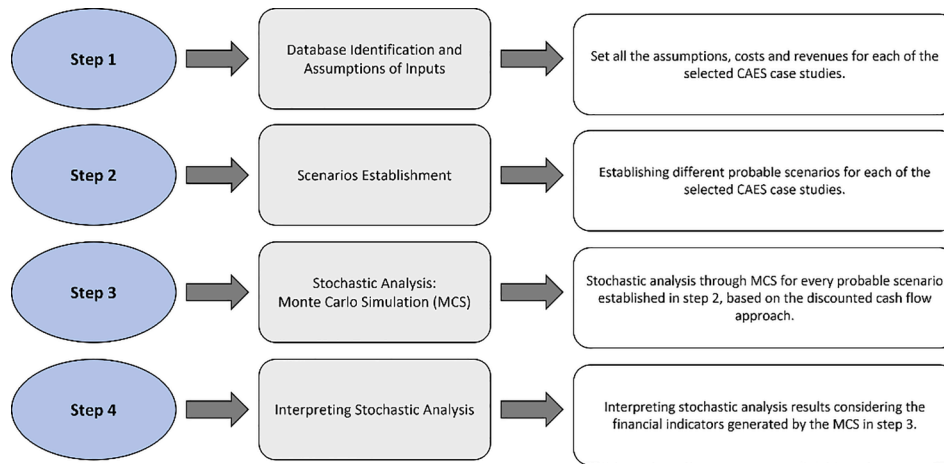 Step 1
Database Identification and
Assumptions of Inputs
Set all the assumptions, costs and revenues for each of the
selected CAES case studies.
Step 2
Scenarios Establishment
Establishing different probable scenarios for each of the
selected CAES case studies.
Step 3
Stochastic Analysis:
Monte Carlo Simulation (MCS)
Stochastic analysis through MCS for every probable scenario
established in step 2, based on the discounted cash flow
approach.
Step 4
Interpreting Stochastic Analysis
Interpreting stochastic analysis results considering the
financial indicators generated by the MCS in step 3.